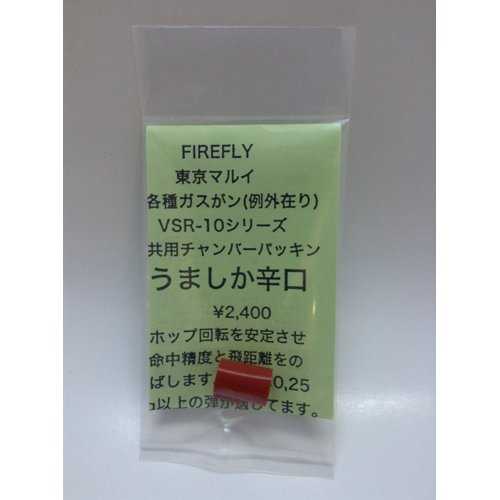 FIREFLY
東京マルイ
各種ガスガン(例外在り)
VSR-10シリーズ
共用チャンバーパッキン
うましか辛口
¥2,400
ホップ回転を安定させ
命中精度と飛距離をの
ばします 0,25
以上の弾が適してます。